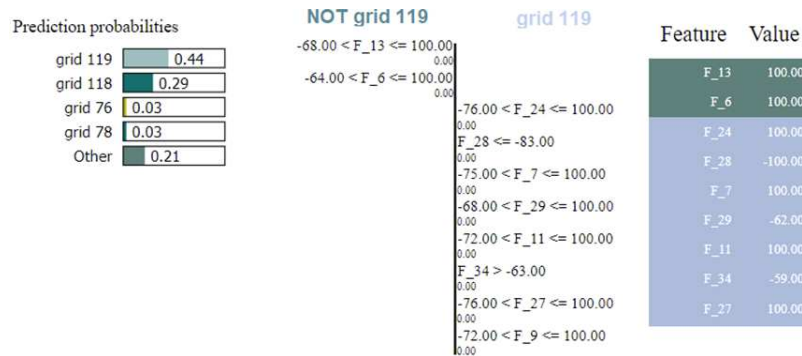 Prediction probabilities
grid 119 0.44
grid 118 0.29
grid 76 0.03
grid 78 0.03
Other 0.21
NOT grid 119 grid 119
-68.00 < F_13 <= 100.00
0.00
-64.00 < F_6 <= 100.00
0.00
-76.00 < F_24 <= 100.00
0.00
F_28 <= -83.00
0.00
-75.00 < F_7 <= 100.00
0.00
-68.00 < F_29 <= 100.00
0.00
-72.00 < F_11 <= 100.00
0.00
F_34 > -63.00
0.00
-76.00 < F_27 <= 100.00
0.00
-72.00 < F_9 <= 100.00
0.00
Feature Value
F_13 100.00
F_6 100.00
F_24 100.00
F_28 -100.00
F_7 100.00
F_29 -62.00
F_11 100.00
F_34 -59.00
F_27 100.00